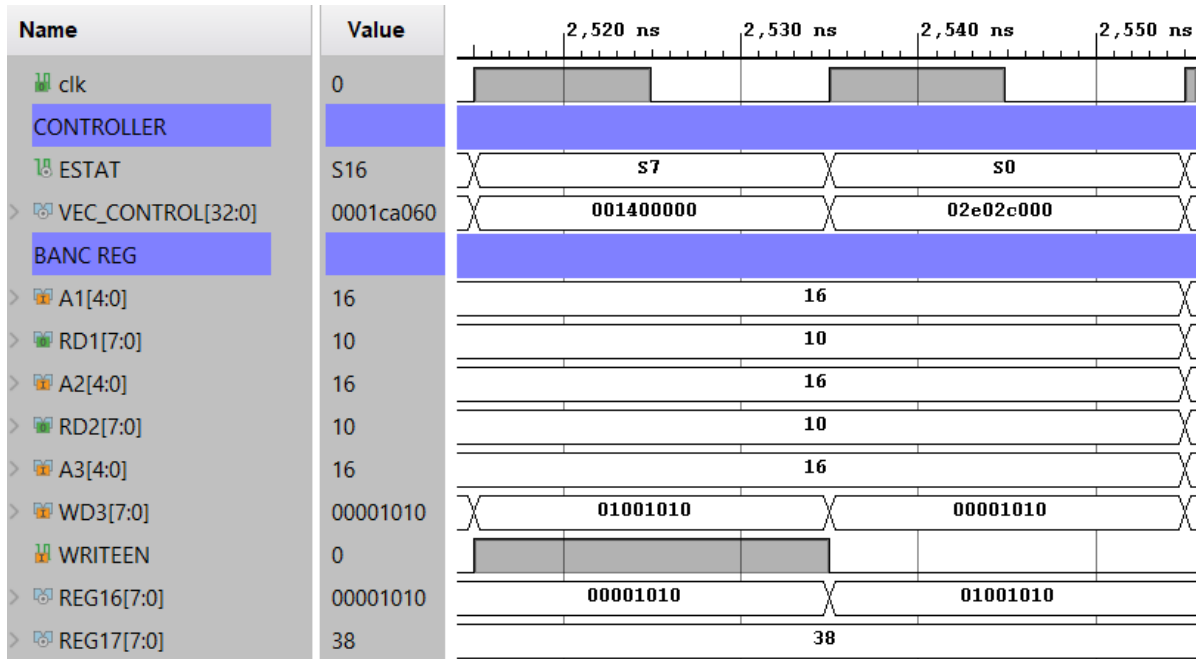 Name Value 2,520 ns 2,530 ns 2,540 ns 2,550 ns
clk 0
CONTROLLER
ESTAT S16 S7 S0
VEC_CONTROL[32:0] 0001ca060 001400000 02e02c000
BANC REG
A1[4:0] 16 16
RD1[7:0] 10 10
A2[4:0] 16 16
RD2[7:0] 10 10
A3[4:0] 16 16
WD3[7:0] 00001010 01001010 00001010
WRITEEN 0
REG16[7:0] 00001010 00001010 01001010
REG17[7:0] 38 38